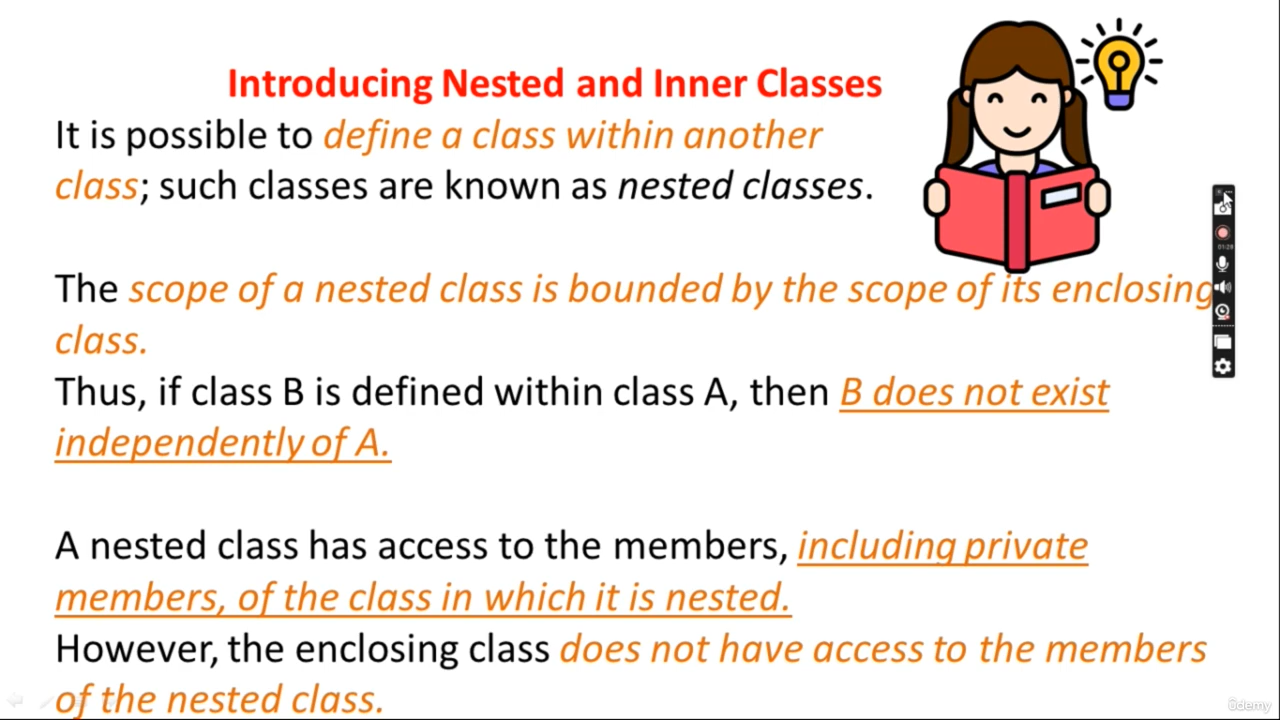 Introducing Nested and Inner Classes
It is possible to define a class within another
class; such classes are known as nested classes.
The scope of a nested class is bounded by the scope of its enclosing
class.
Thus, if class B is defined within class A, then B does not exist
independently of A.
A nested class has access to the members, including private
members, of the class in which it is nested.
However, the enclosing class does not have access to the members
of the nested class.
01:28
ûdemy